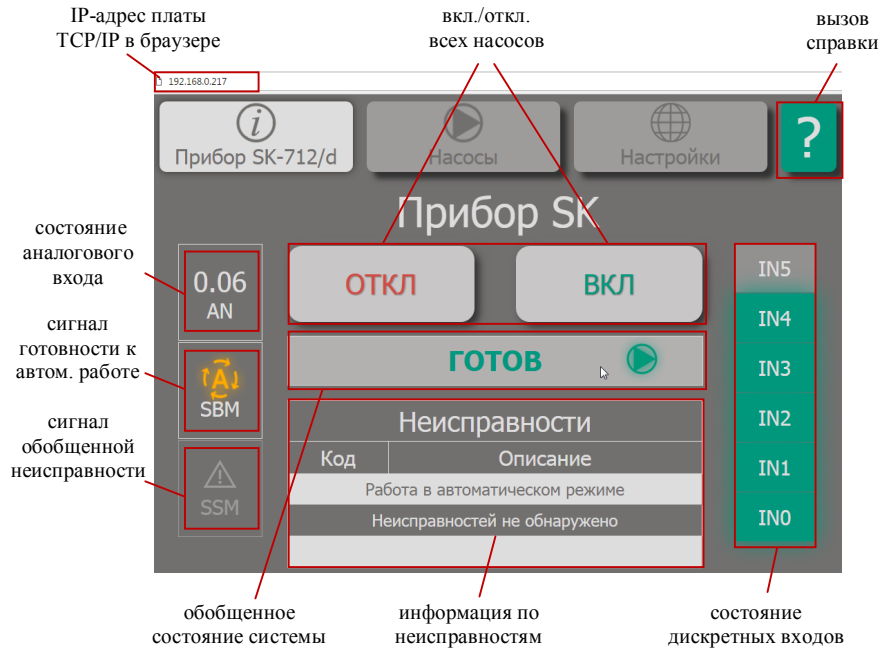 IP-адрес платы
TCP/IP в браузере
вкл./откл.
всех насосов
вызов
справки
192.168.0.217
Прибор SK-712/d
Насосы
Настройки
?
Прибор SK
состояние
аналогового
входа
0.06
AN
ОТКЛ
ВКЛ
IN5
IN4
сигнал
готовности к
автом. работе
A
SBM
ГОТОВ
IN3
сигнал
обобщенной
неисправности
SSM
Неисправности
Код
Описание
Работа в автоматическом режиме
Неисправностей не обнаружено
IN2
IN1
IN0
обобщенное
состояние системы
информация по
неисправностям
состояние
дискретных входов